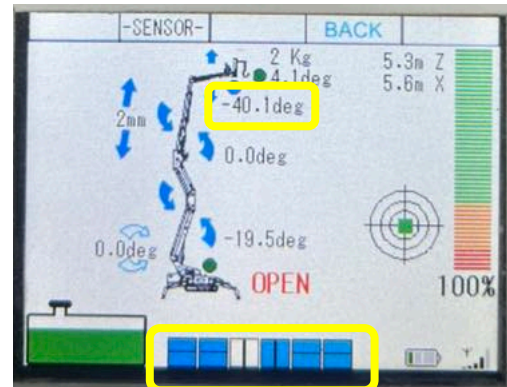 -SENSOR- BACK
2 Kg 5.3m Z
4.1deg 5.6m X
-40.1deg
2mm
0.0deg
0.0deg -19.5deg
OPEN 100%